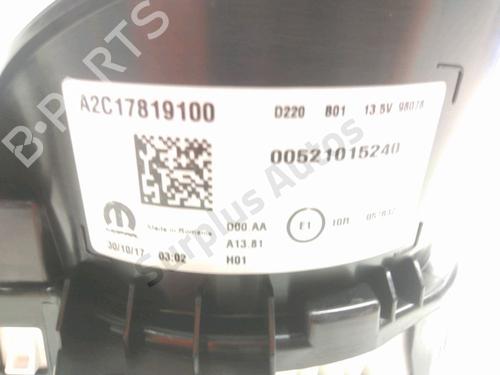 A2C17819100
D220 B01 13.5V 98078
00521015240
Made in Romania
D00 AA
A13.81
H01
30/10/17 03:02
E1
10R
B-PARTS
Surplus Autos